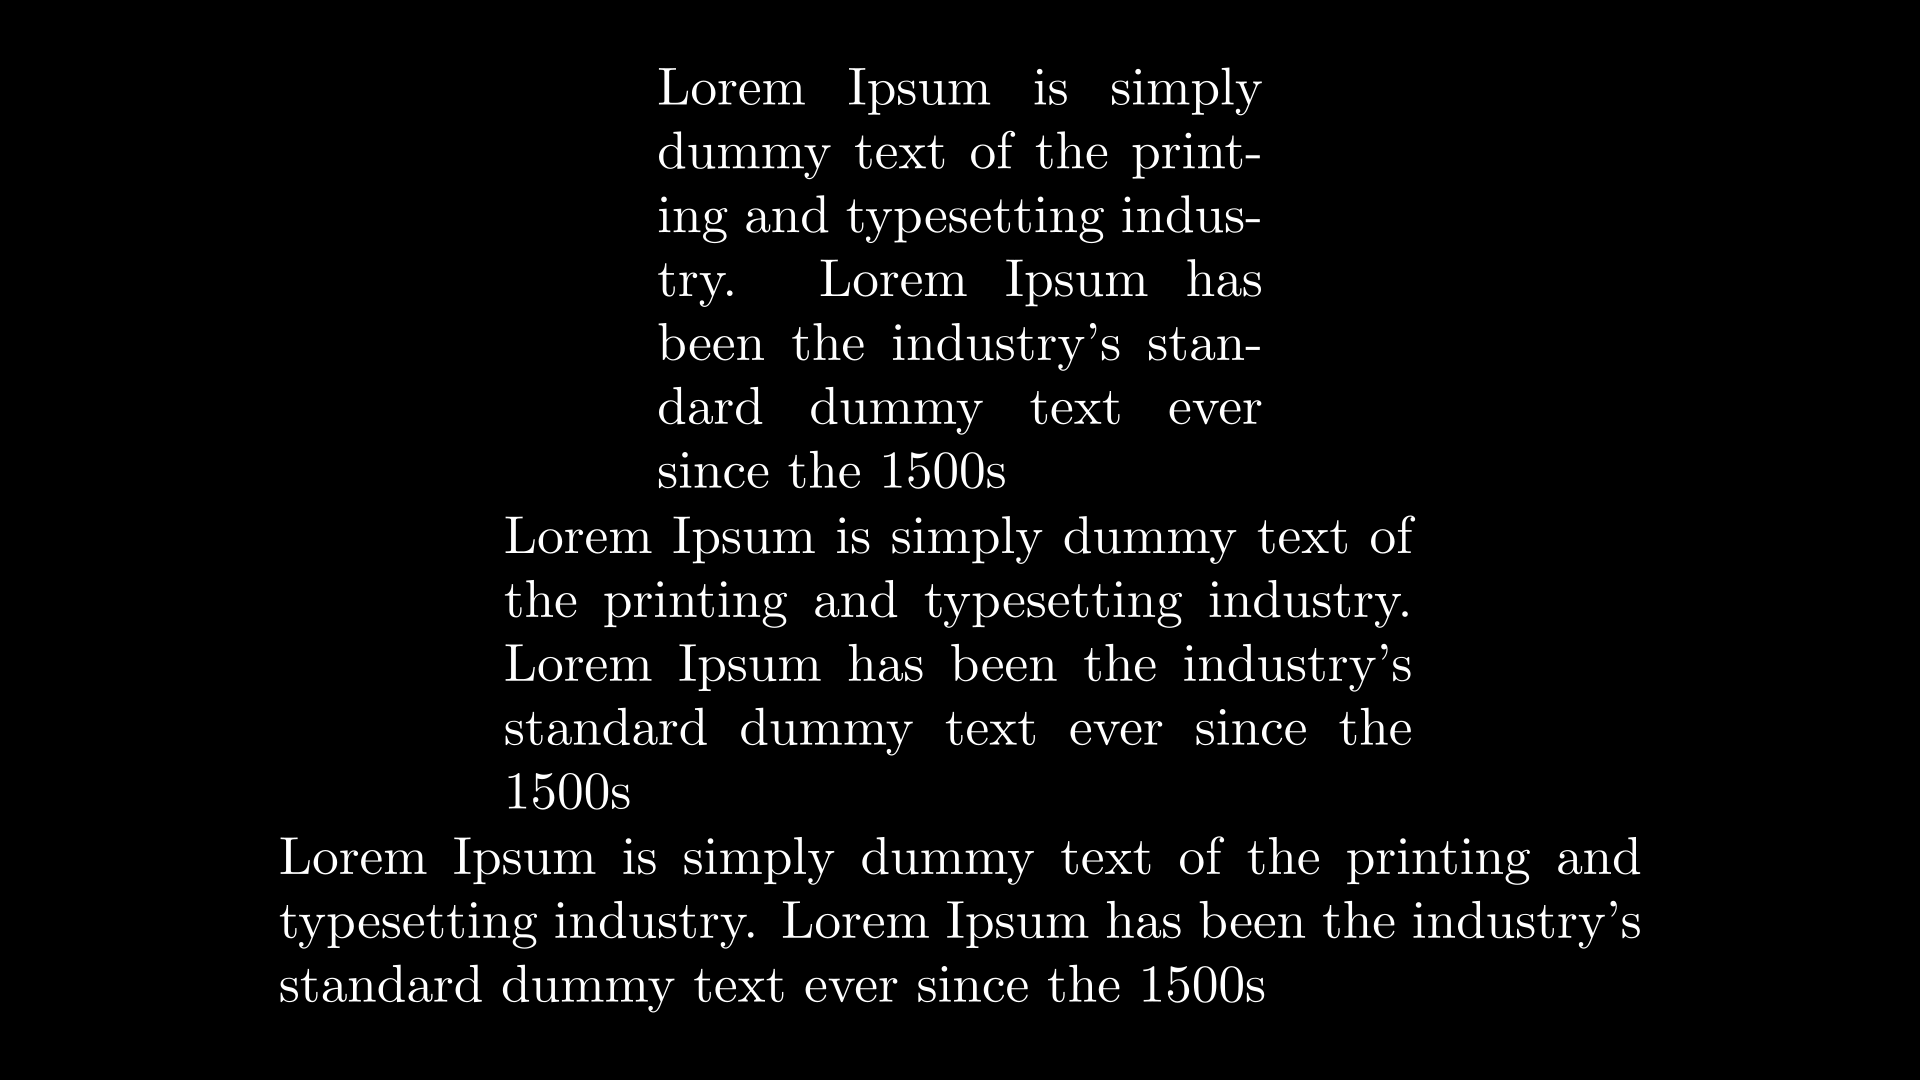 Lorem Ipsum is simply
dummy text of the print-
ing and typesetting indus-
try. Lorem Ipsum has
been the industry’s stan-
dard dummy text ever
since the 1500s
Lorem Ipsum is simply dummy text of
the printing and typesetting industry.
Lorem Ipsum has been the industry’s
standard dummy text ever since the
1500s
Lorem Ipsum is simply dummy text of the printing and
typesetting industry. Lorem Ipsum has been the industry’s
standard dummy text ever since the 1500s